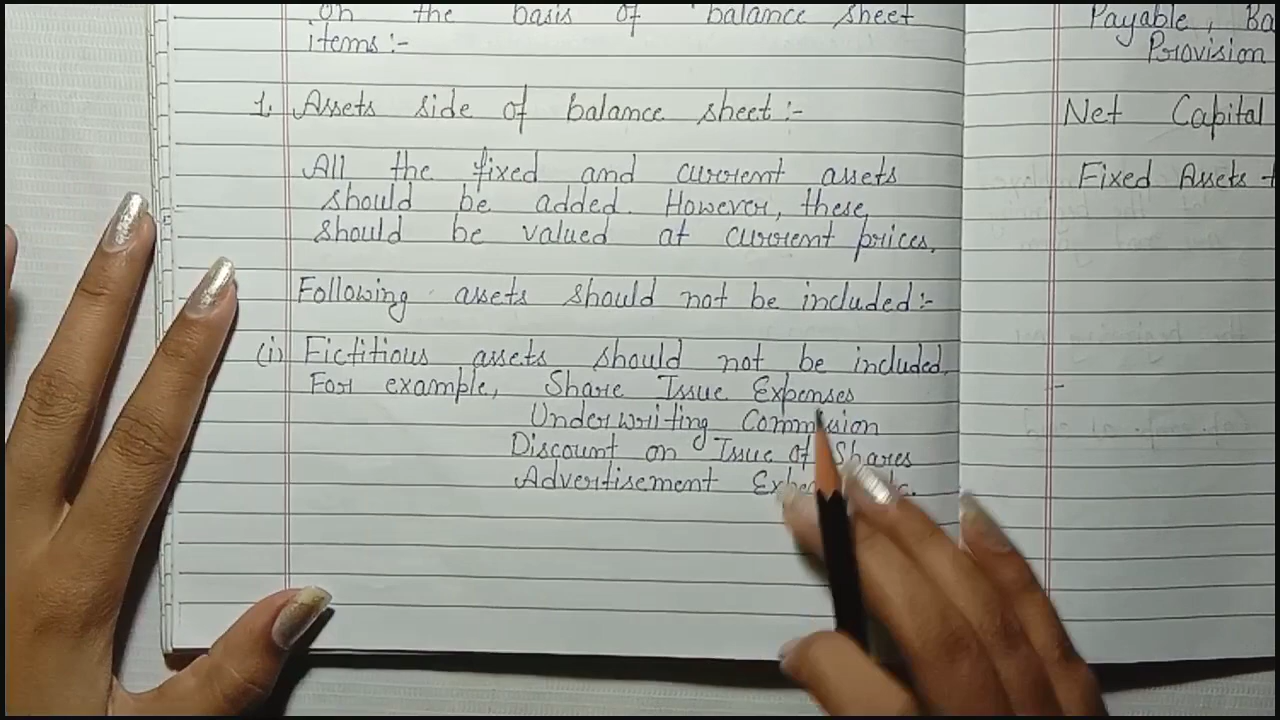 on the basis of balance sheet
items:-
1. Assets side of balance sheet:-
All the fixed and current assets
should be added. However, these
should be valued at current prices.
Following assets should not be included:-
(i) Fictitious assets should not be included.
For example, Share Issue Expenses
Underwriting Commission
Discount on Issue of Shares
Advertisement
Payable,
Provision
Net Capital
Fixed Assets